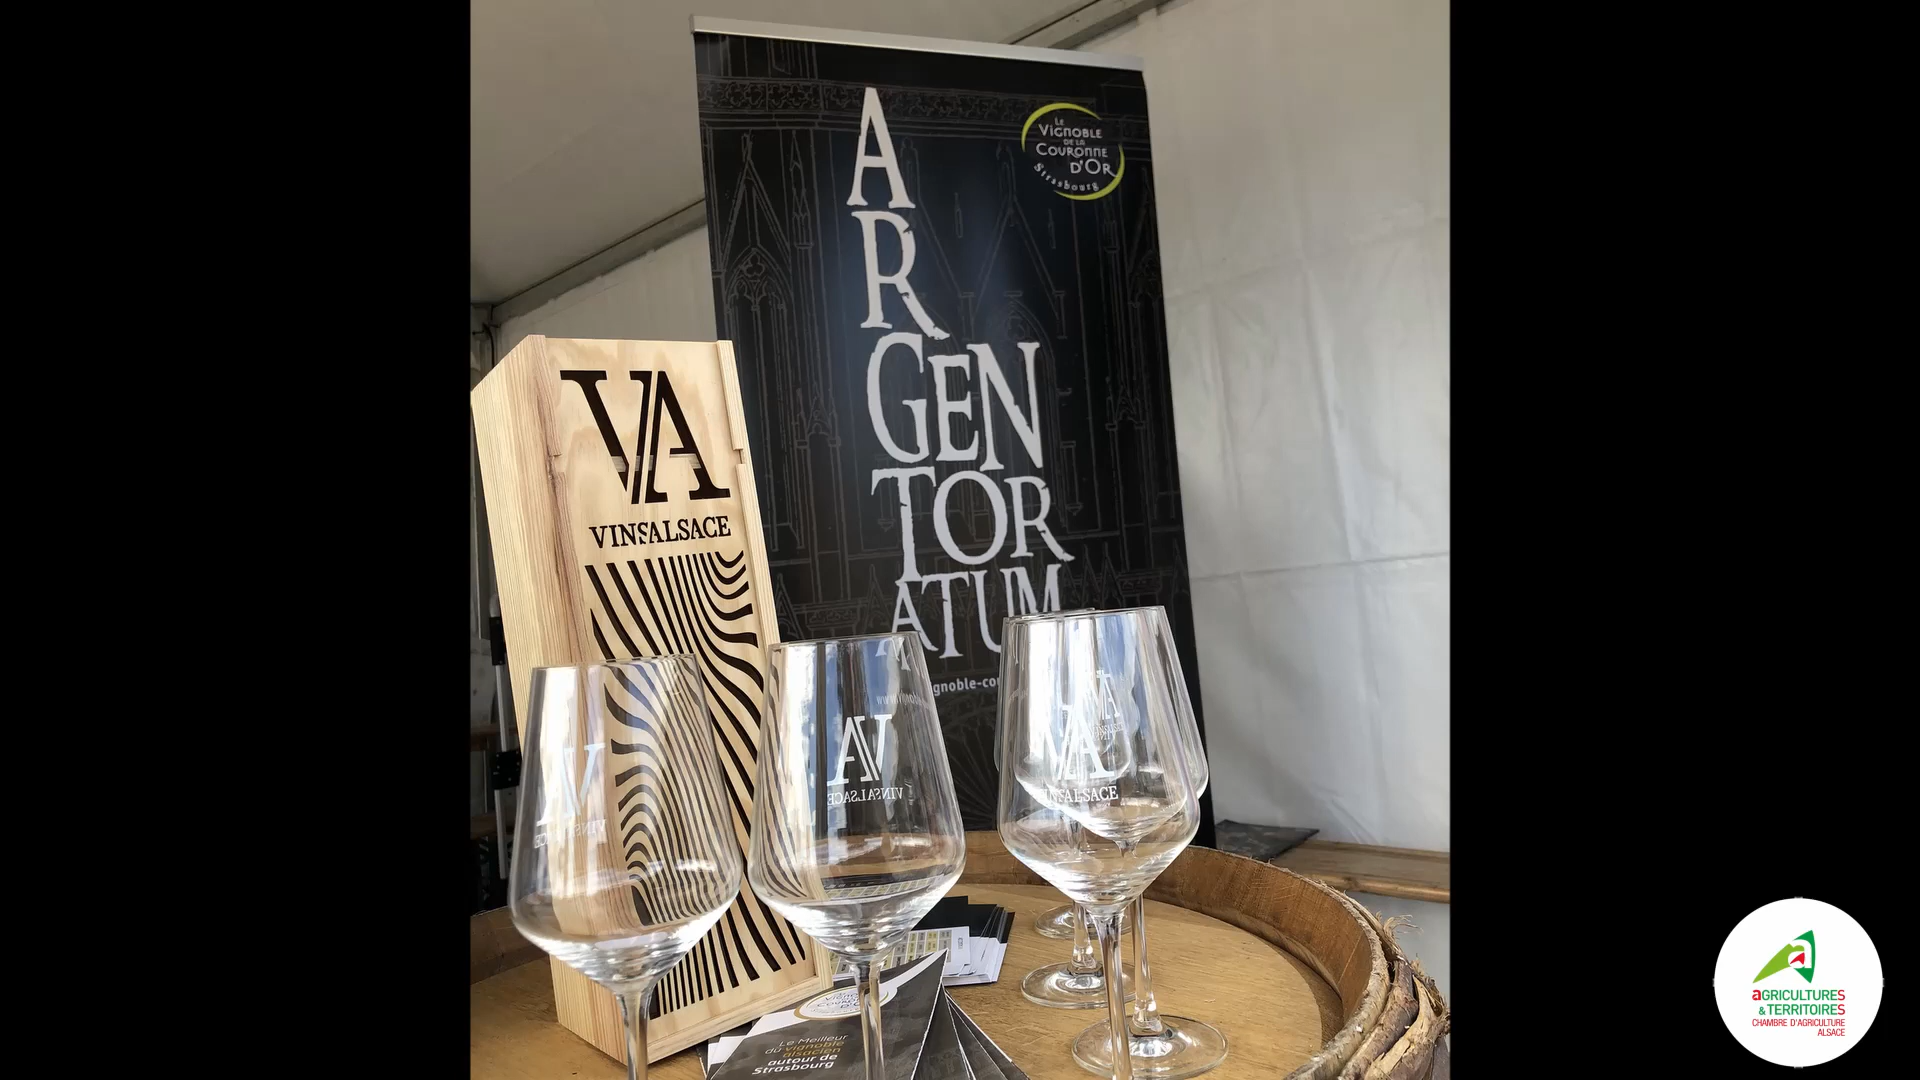 A
R
GEN
TOR
ATUM
Le
Vignoble
de la
Couronne
d'Or
Strasbourg
VA
VINSALSACE
VA
VINSALSACE
VA
VINSALSACE
VA
Le Meilleur
du vignoble
alsacien
autour de
Strasbourg
aGRICULTURES
& TERRITOIRES
CHAMBRE D'AGRICULTURE
ALSACE